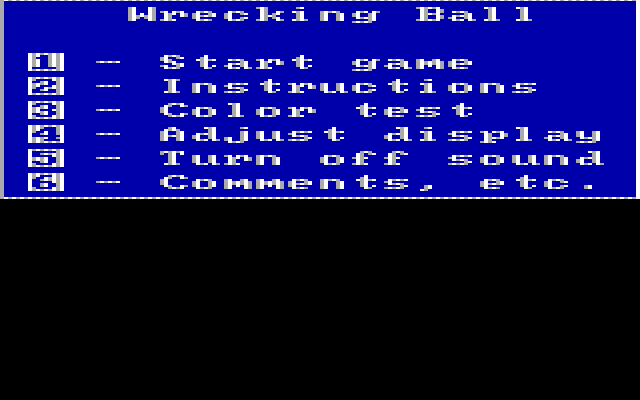 Wrecking Ball
1 - Start game
2 - Instructions
3 - Color test
4 - Adjust display
5 - Turn off sound
6 - Comments, etc.